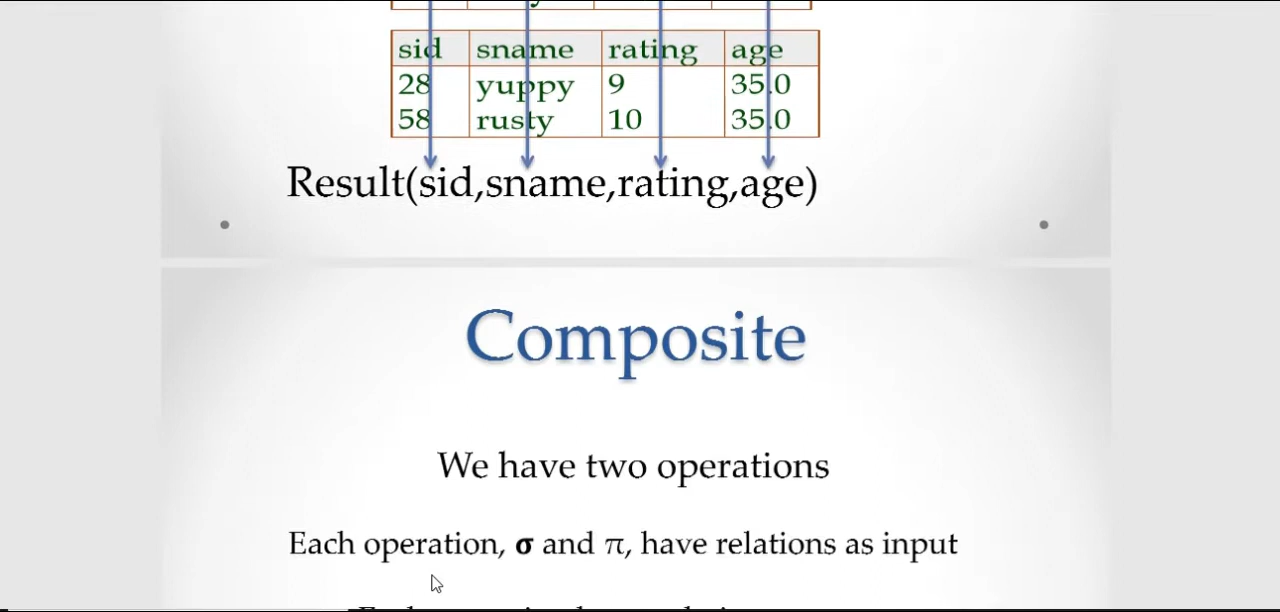 sid sname rating age
28 yuppy 9 35.0
58 rusty 10 35.0
Result(sid,sname,rating,age)
Composite
We have two operations
Each operation, σ and π, have relations as input